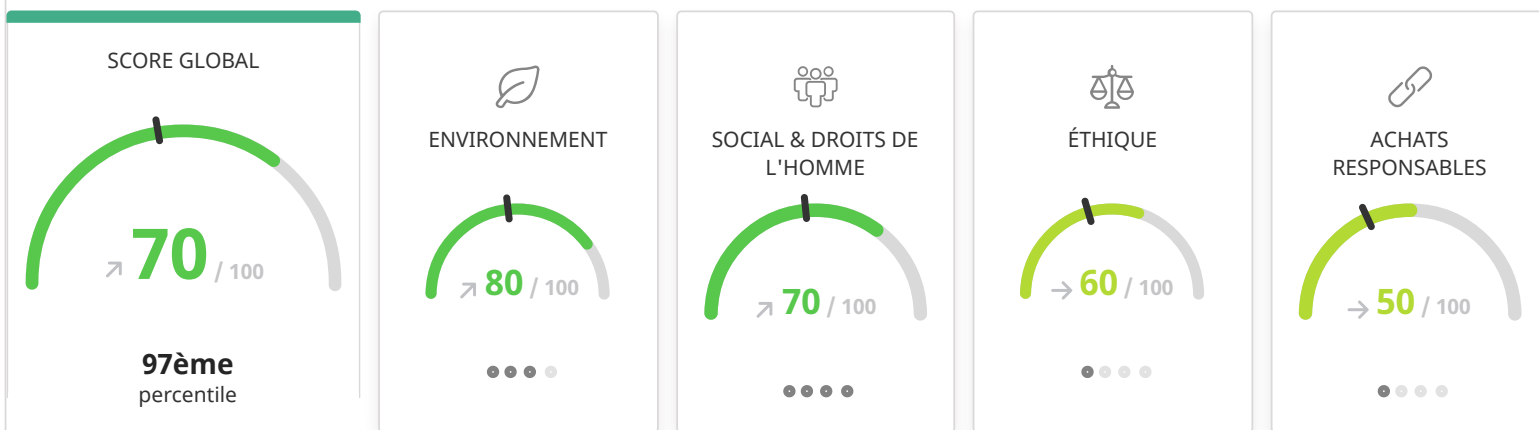 SCORE GLOBAL
70 / 100
97ème
percentile
ENVIRONNEMENT
80 / 100
SOCIAL & DROITS DE
L'HOMME
70 / 100
ÉTHIQUE
60 / 100
ACHATS
RESPONSABLES
50 / 100